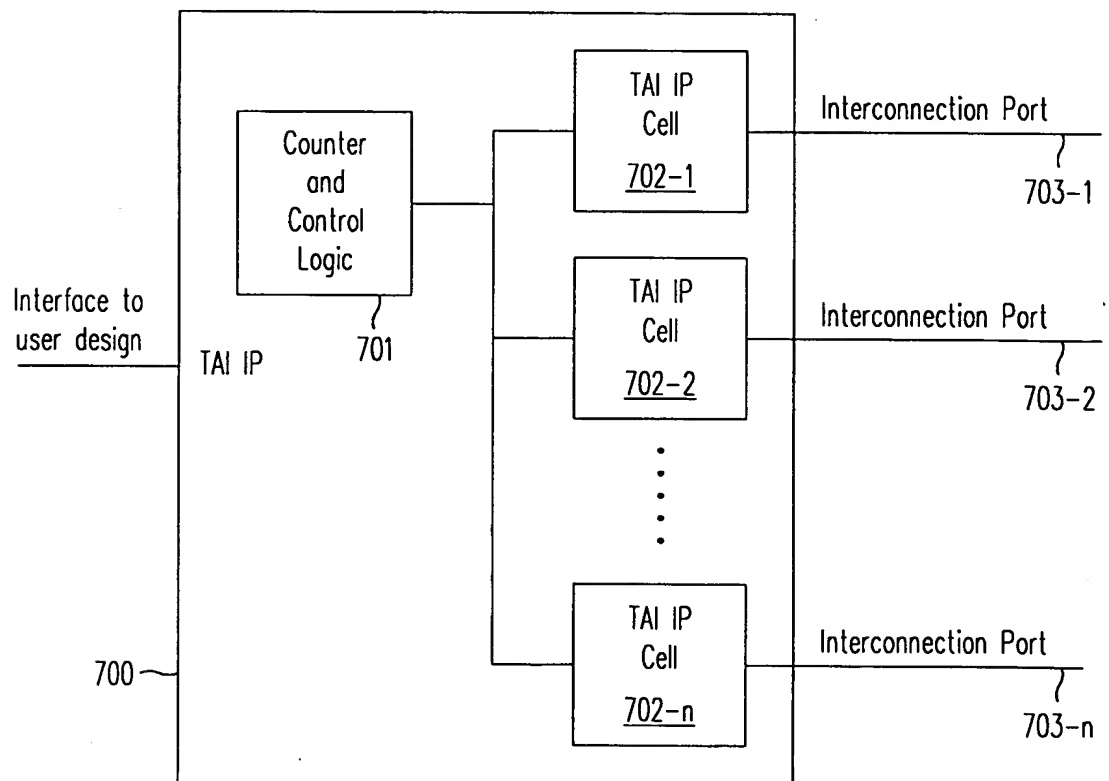 TAI IP
Cell
702-1
Interconnection Port
703-1
Counter
and
Control
Logic
701
TAI IP
Cell
702-2
Interconnection Port
703-2
Interface to
user design
TAI IP
TAI IP
Cell
702-n
Interconnection Port
703-n
700